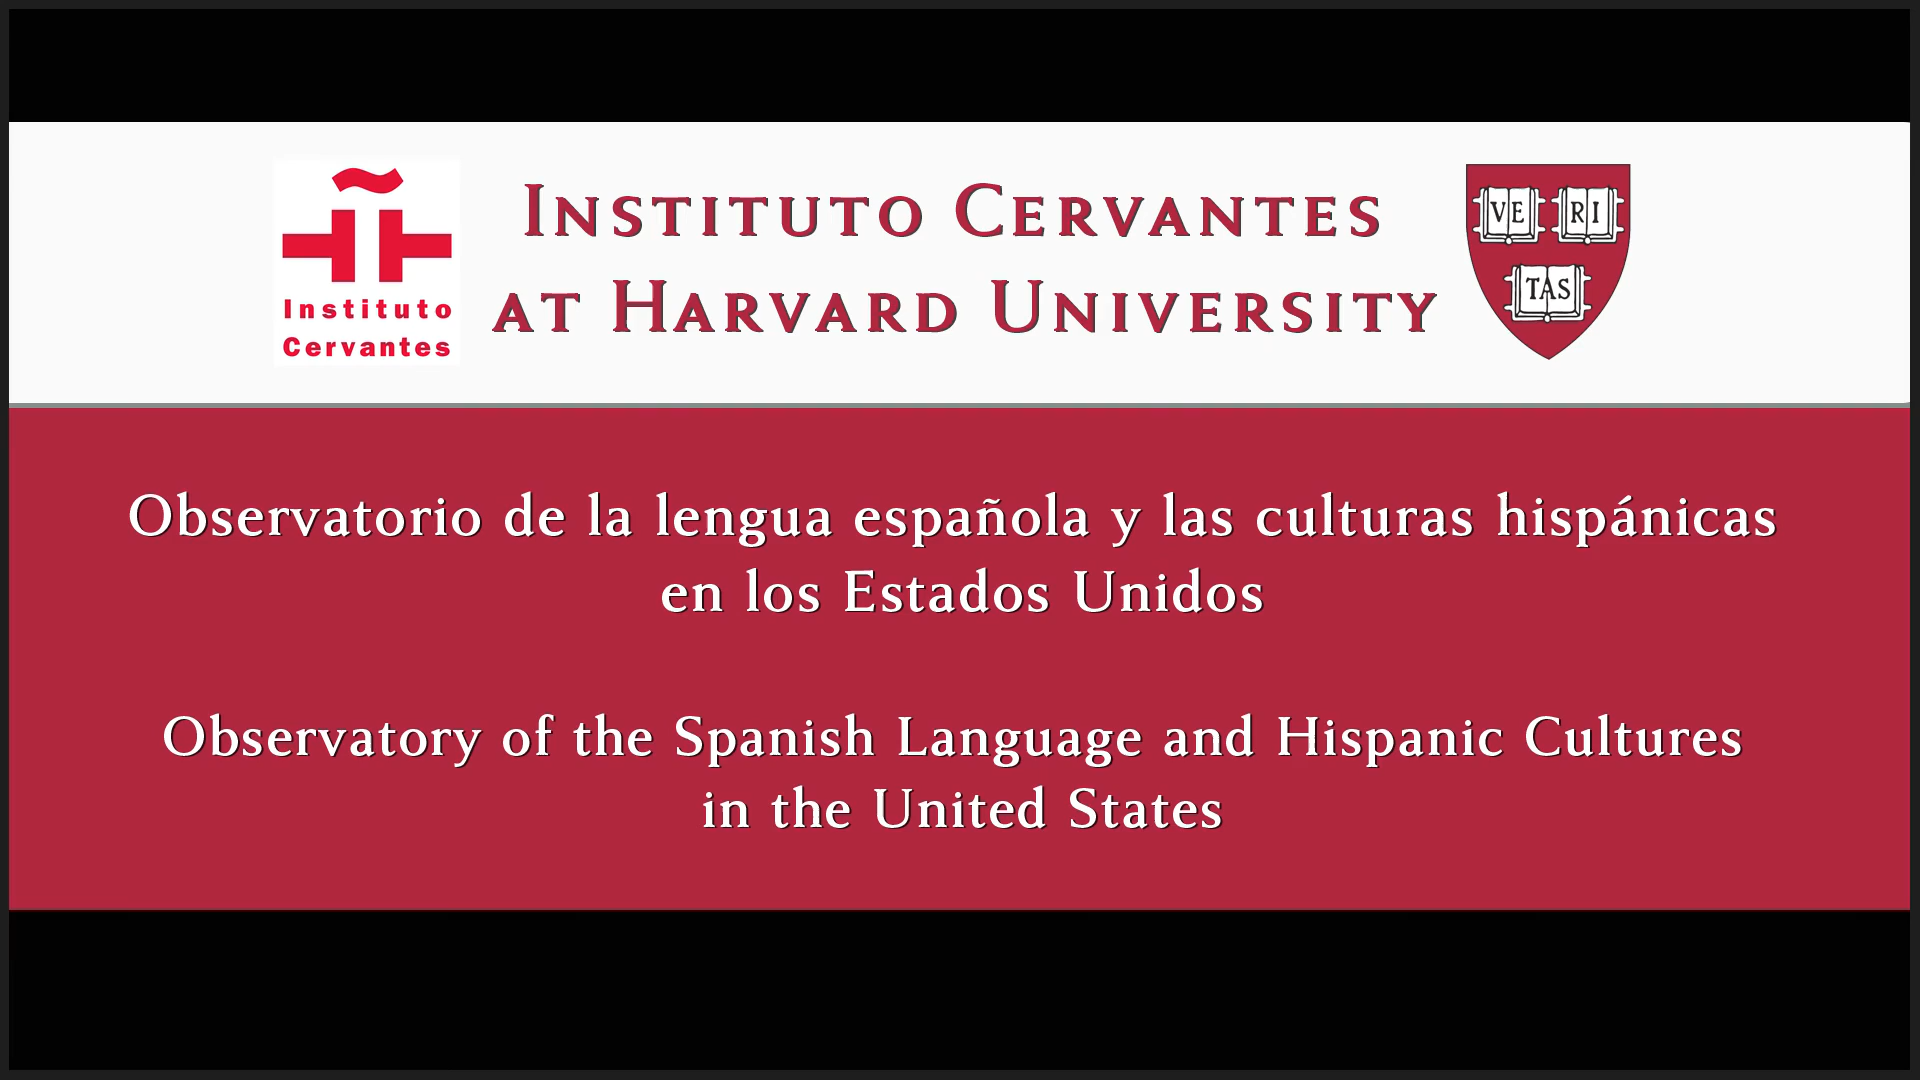 Instituto
Cervantes
INSTITUTO CERVANTES
AT HARVARD UNIVERSITY
VE RI
TAS
Observatorio de la lengua española y las culturas hispánicas
en los Estados Unidos
Observatory of the Spanish Language and Hispanic Cultures
in the United States